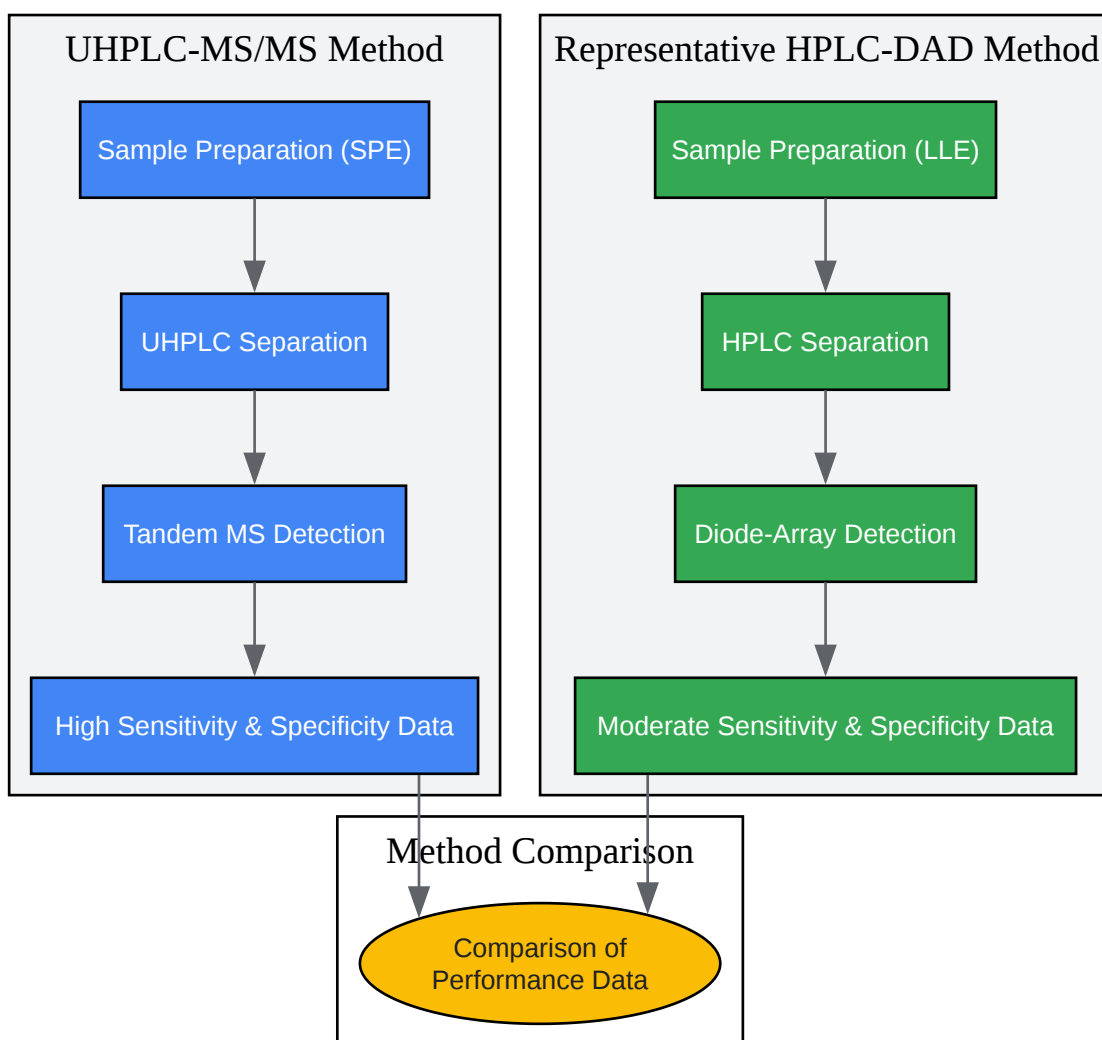 UHPLC-MS/MS Method
Sample Preparation (SPE)
UHPLC Separation
Tandem MS Detection
High Sensitivity & Specificity Data
Representative HPLC-DAD Method
Sample Preparation (LLE)
HPLC Separation
Diode-Array Detection
Moderate Sensitivity & Specificity Data
Method Comparison
Comparison of
Performance Data